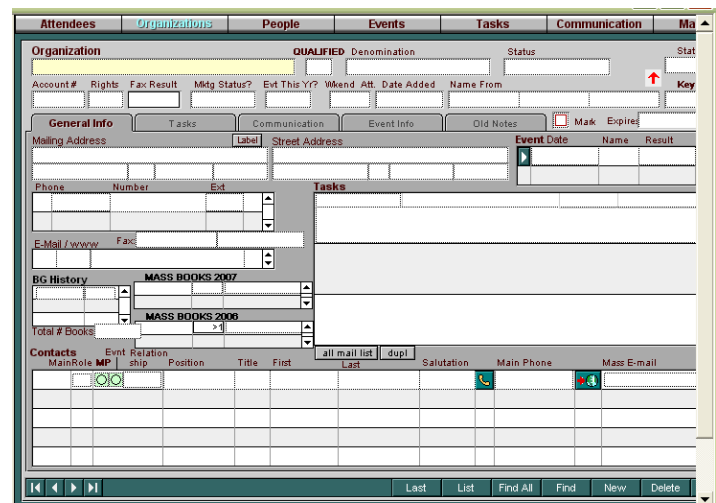 Attendees Organizations People Events Tasks Communication Ma
Organization QUALIFIED Denomination Status Stat
Account # Rights Fax Result Mktg Status? Evt This Yr? Wkend Att. Date Added Name From Key
General Info Tasks Communication Event Info Old Notes Mark Expires
Mailing Address Label Street Address Event Date Name Result
Phone Number Ext Tasks
E-Mail / www Fax:
BG History MASS BOOKS 2007
MASS BOOKS 2006
Total # Books >1
all mail list dupl
Contacts Evnt Relation
Main Role MP ship Position Title First Last Salutation Main Phone Mass E-mail
Last List Find All Find New Delete